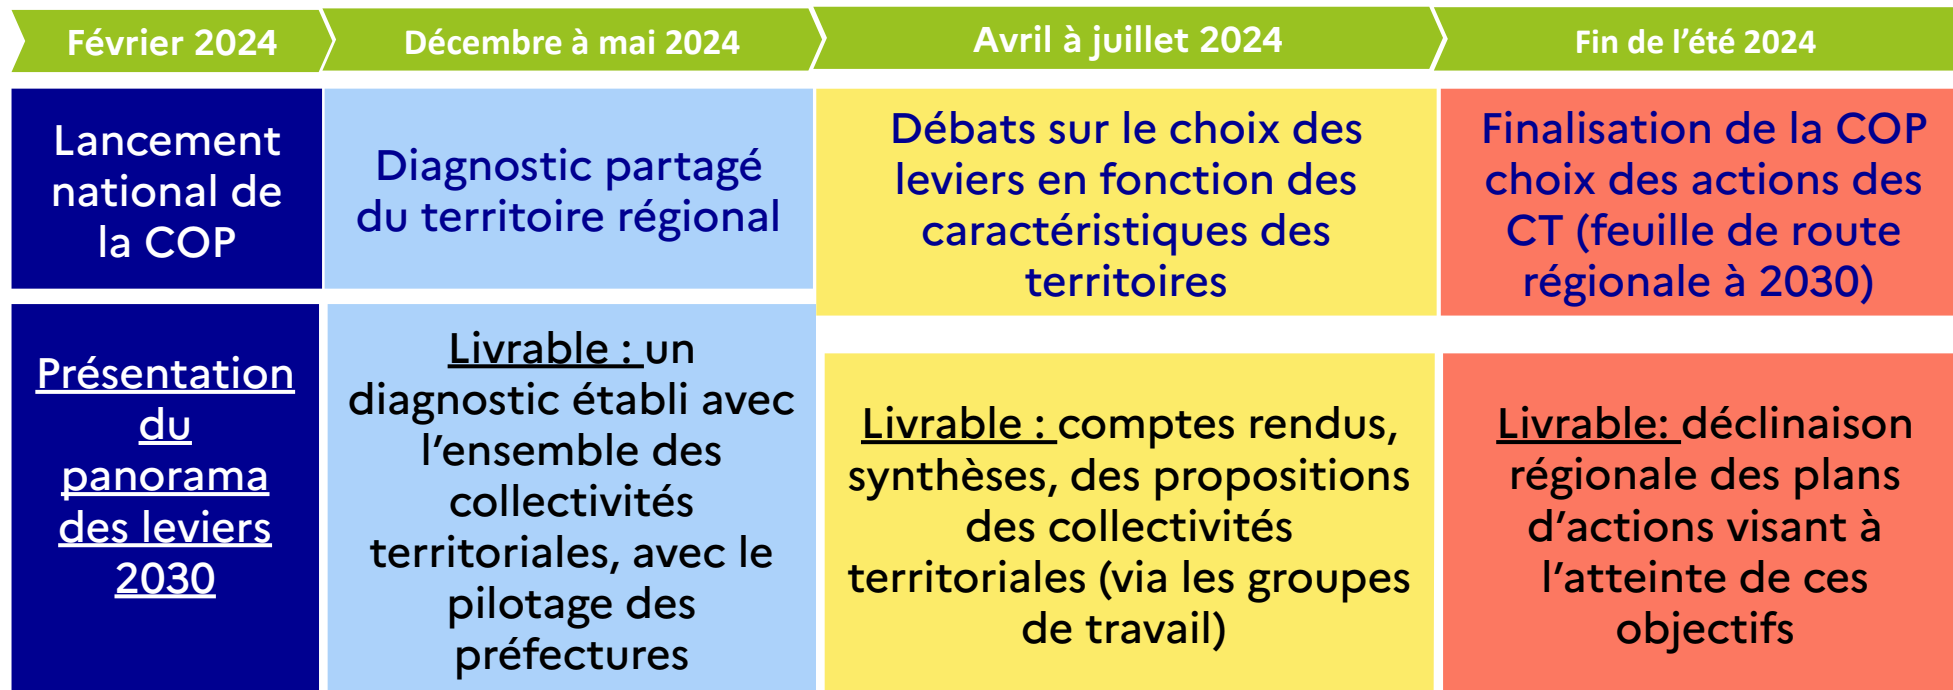 Février 2024
Décembre à mai 2024
Avril à juillet 2024
Fin de l’été 2024
Lancement
national de
la COP
Diagnostic partagé
du territoire régional
Débats sur le choix des
leviers en fonction des
caractéristiques des
territoires
Finalisation de la COP
choix des actions des
CT (feuille de route
régionale à 2030)
Présentation
du
panorama
des leviers
2030
Livrable : un
diagnostic établi avec
l’ensemble des
collectivités
territoriales, avec le
pilotage des
préfectures
Livrable : comptes rendus,
synthèses, des propositions
des collectivités
territoriales (via les groupes
de travail)
Livrable: déclinaison
régionale des plans
d’actions visant à
l’atteinte de ces
objectifs